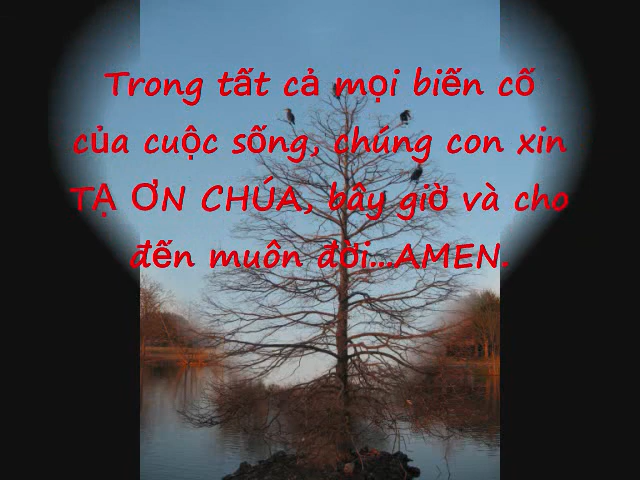 Trong tất cả mọi biến cố
của cuộc sống, chúng con xin
TẠ ƠN CHÚA, bây giờ và cho
đến muôn đời...AMEN.